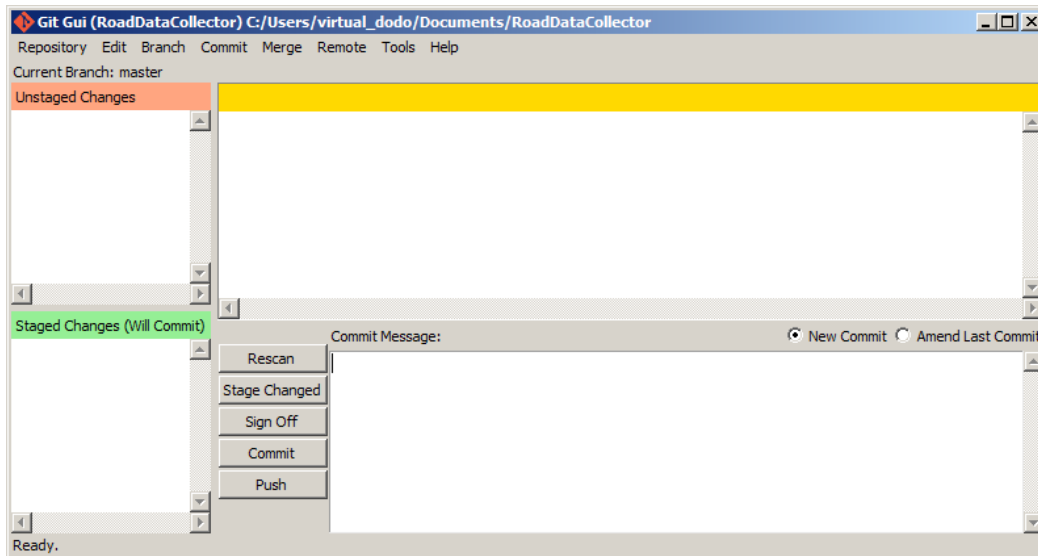 Git Gui (RoadDataCollector) C:/Users/virtual_dodo/Documents/RoadDataCollector
Repository Edit Branch Commit Merge Remote Tools Help
Current Branch: master
Unstaged Changes
Staged Changes (Will Commit)
Commit Message:
New Commit Amend Last Commit
Rescan
Stage Changed
Sign Off
Commit
Push
Ready.